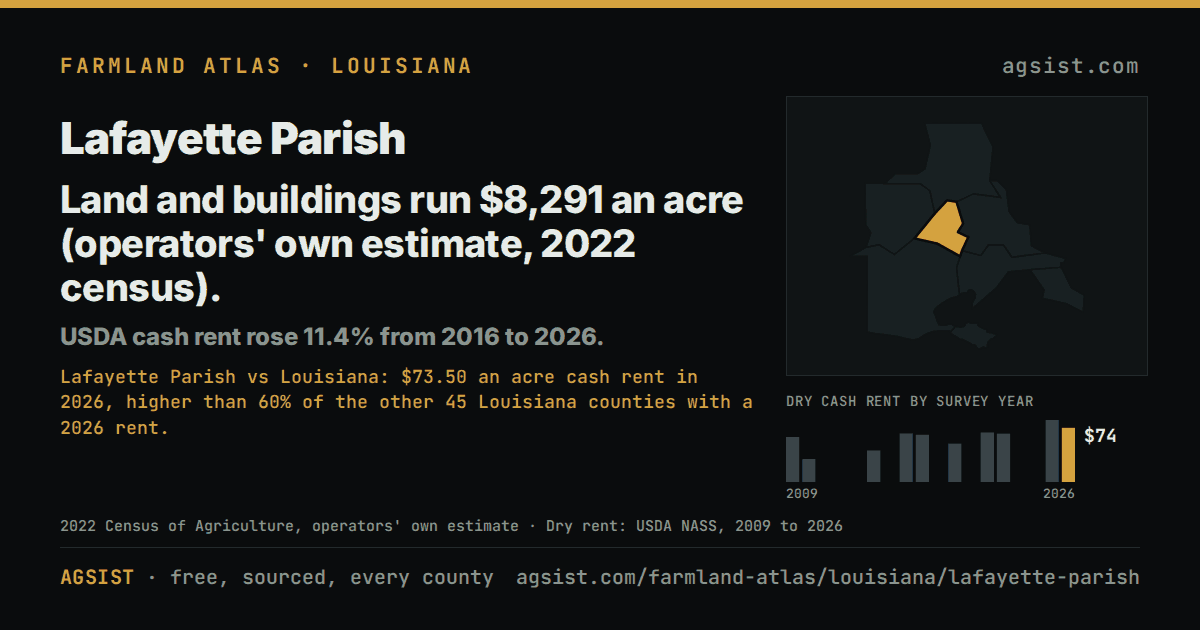 FARMLAND ATLAS · LOUISIANA
agsist.com
Lafayette Parish
Land and buildings run $8,291 an acre
(operators' own estimate, 2022
census).
USDA cash rent rose 11.4% from 2016 to 2026.
Lafayette Parish vs Louisiana: $73.50 an acre cash rent in
2026, higher than 60% of the other 45 Louisiana counties with a
2026 rent.
DRY CASH RENT BY SURVEY YEAR
$74
2009
2026
2022 Census of Agriculture, operators' own estimate · Dry rent: USDA NASS, 2009 to 2026
AGSIST · free, sourced, every county
agsist.com/farmland-atlas/louisiana/lafayette-parish